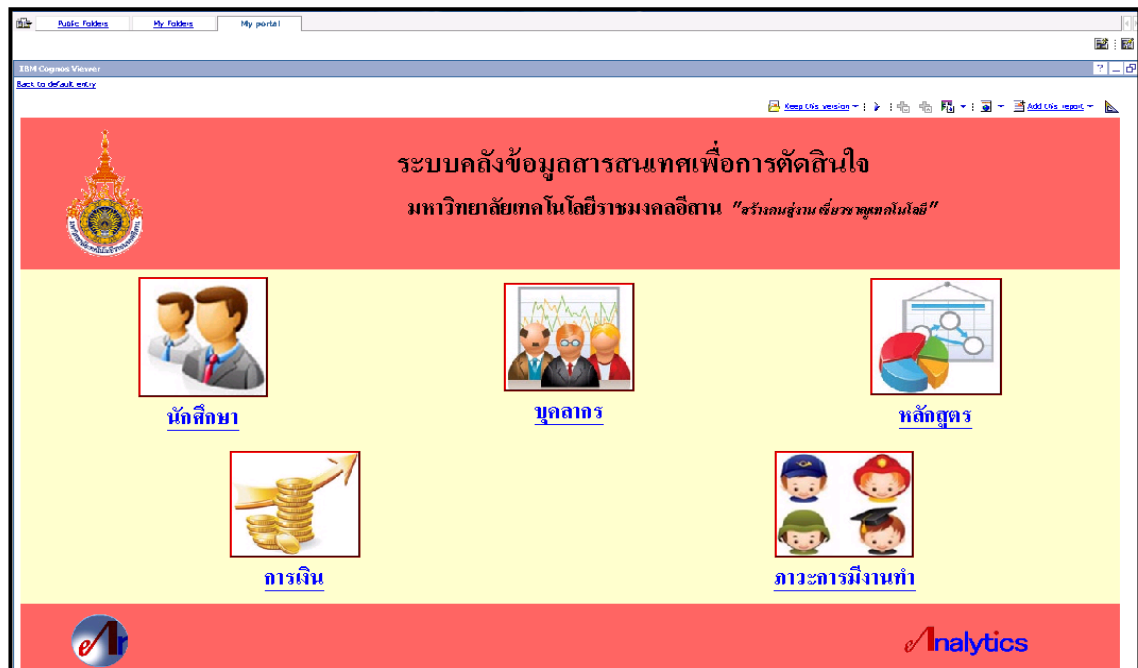 Public Folders My Folders My portal
IBM Cognos Viewer
Back to default entry
Keep this version Add this report
ระบบคลังข้อมูลสารสนเทศเพื่อการตัดสินใจ
มหาวิทยาลัยเทคโนโลยีราชมงคลอีสาน "สร้างคนสู่งาน เชี่ยวชาญเทคโนโลยี"
นักศึกษา บุคลากร หลักสูตร
การเงิน ภาวะการมีงานทำ
eAnalytics